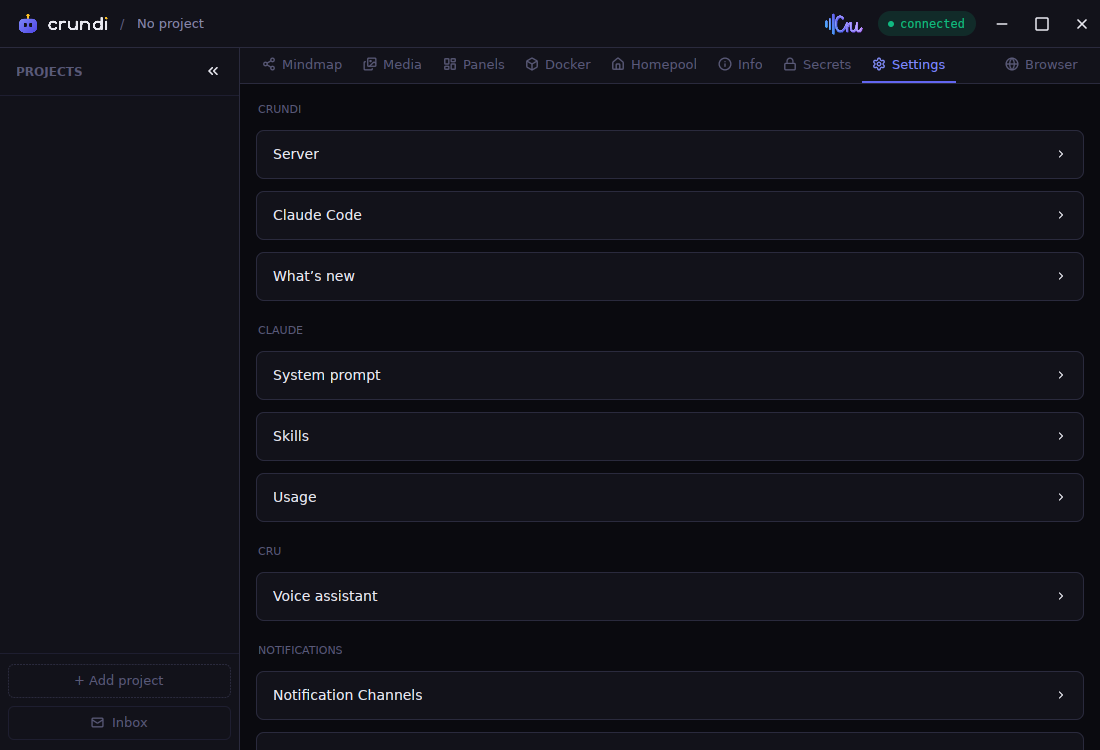 crundi / No project
Cru
connected
PROJECTS
Mindmap
Media
Panels
Docker
Homepool
Info
Secrets
Settings
Browser
CRUNDI
Server
Claude Code
What’s new
CLAUDE
System prompt
Skills
Usage
CRU
Voice assistant
NOTIFICATIONS
Notification Channels
+ Add project
Inbox